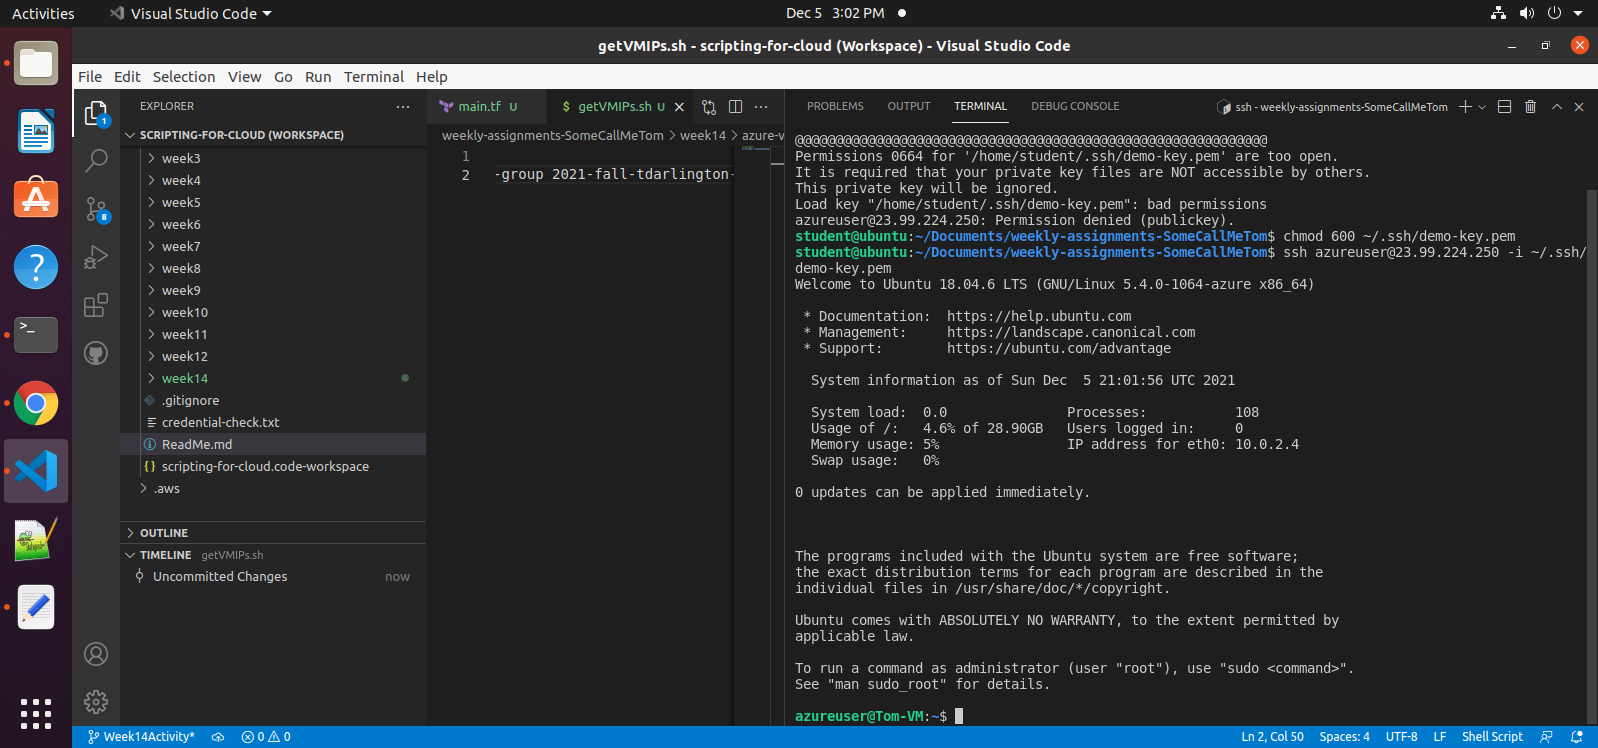 Activities Visual Studio Code Dec 5 3:02 PM
getVMIPs.sh - scripting-for-cloud (Workspace) - Visual Studio Code
File Edit Selection View Go Run Terminal Help
EXPLORER
SCRIPTING-FOR-CLOUD (WORKSPACE)
week3
week4
week5
week6
week7
week8
week9
week10
week11
week12
week14
.gitignore
credential-check.txt
ReadMe.md
scripting-for-cloud.code-workspace
.aws
OUTLINE
TIMELINE getVMIPs.sh
Uncommitted Changes now
1
8
main.tf U getVMIPs.sh U
weekly-assignments-SomeCallMeTom > week14 > azure-v
1
2 -group 2021-fall-tdarlington-
PROBLEMS OUTPUT TERMINAL DEBUG CONSOLE ssh - weekly-assignments-SomeCallMeTom
@@@@@@@@@@@@@@@@@@@@@@@@@@@@@@@@@@@@@@@@@@@@@@@@@@@@@@@@@@@
Permissions 0664 for '/home/student/.ssh/demo-key.pem' are too open.
It is required that your private key files are NOT accessible by others.
This private key will be ignored.
Load key "/home/student/.ssh/demo-key.pem": bad permissions
azureuser@23.99.224.250: Permission denied (publickey).
student@ubuntu:~/Documents/weekly-assignments-SomeCallMeTom$ chmod 600 ~/.ssh/demo-key.pem
student@ubuntu:~/Documents/weekly-assignments-SomeCallMeTom$ ssh azureuser@23.99.224.250 -i ~/.ssh/
demo-key.pem
Welcome to Ubuntu 18.04.6 LTS (GNU/Linux 5.4.0-1064-azure x86_64)
* Documentation: https://help.ubuntu.com
* Management: https://landscape.canonical.com
* Support: https://ubuntu.com/advantage
System information as of Sun Dec 5 21:01:56 UTC 2021
System load: 0.0 Processes: 108
Usage of /: 4.6% of 28.90GB Users logged in: 0
Memory usage: 5% IP address for eth0: 10.0.2.4
Swap usage: 0%
0 updates can be applied immediately.
The programs included with the Ubuntu system are free software;
the exact distribution terms for each program are described in the
individual files in /usr/share/doc/*/copyright.
Ubuntu comes with ABSOLUTELY NO WARRANTY, to the extent permitted by
applicable law.
To run a command as administrator (user "root"), use "sudo <command>".
See "man sudo_root" for details.
azureuser@Tom-VM:~$
Week14Activity* 0 0 Ln 2, Col 50 Spaces: 4 UTF-8 LF Shell Script